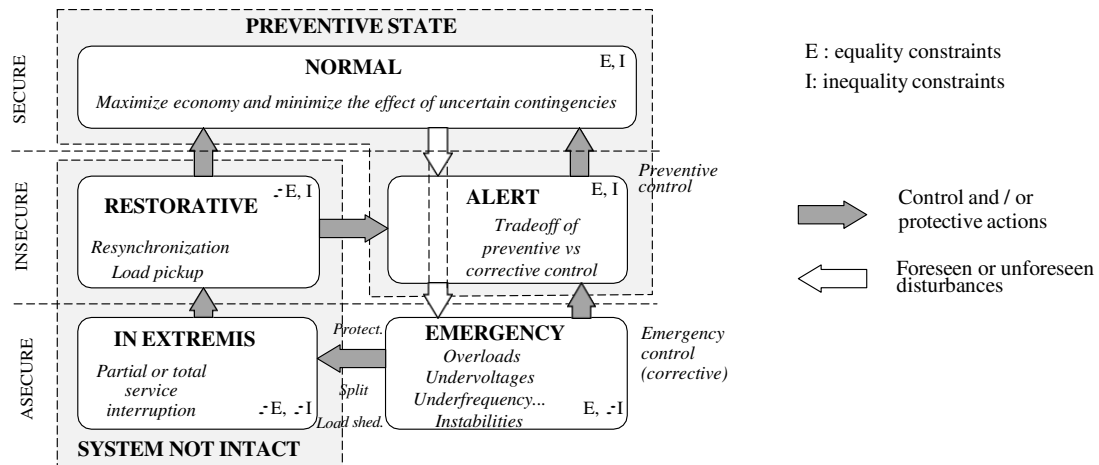 PREVENTIVE STATE
NORMAL
E, I
Maximize economy and minimize the effect of uncertain contingencies
SECURE
E : equality constraints
I: inequality constraints
INSECURE
RESTORATIVE
-E, I
Resynchronization
Load pickup
ALERT
E, I
Tradeoff of
preventive vs
corrective control
Preventive
control
Control and / or
protective actions
Foreseen or unforeseen
disturbances
ASECURE
IN EXTREMIS
Partial or total
service
interruption
-E, -I
SYSTEM NOT INTACT
Protect.
Split
Load shed.
EMERGENCY
Overloads
Undervoltages
Underfrequency...
Instabilities
E, -I
Emergency
control
(corrective)